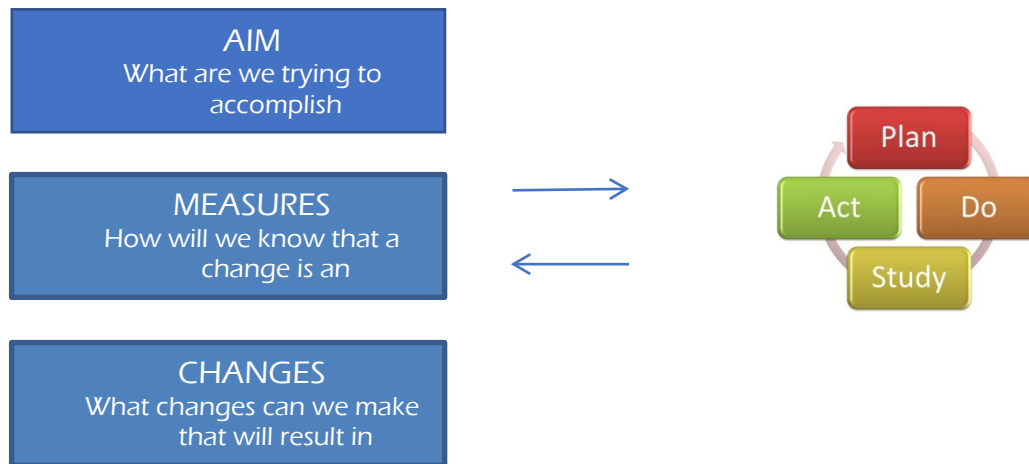 AIM
What are we trying to
accomplish
MEASURES
How will we know that a
change is an
CHANGES
What changes can we make
that will result in
Plan
Act
Do
Study